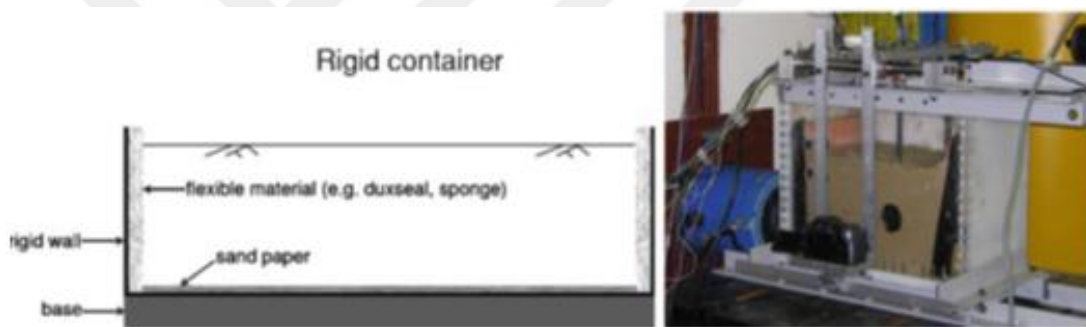 Rigid container
flexible material (e.g. duxseal, sponge)
rigid wall
sand paper
base